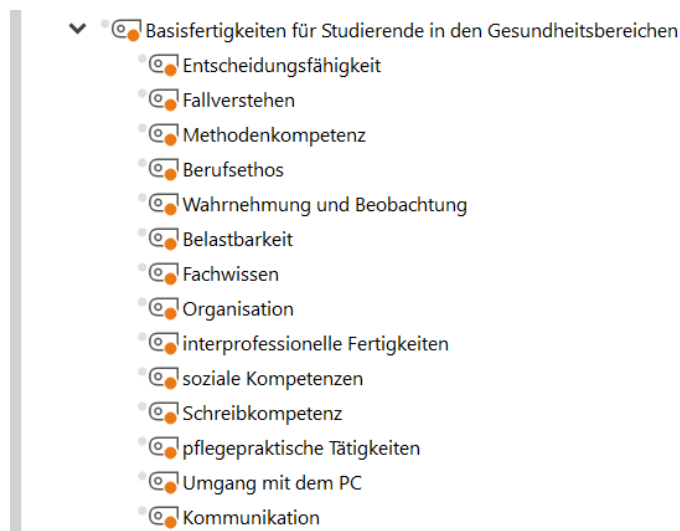 Basisfertigkeiten für Studierende in den Gesundheitsbereichen
Entscheidungsfähigkeit
Fallverstehen
Methodenkompetenz
Berufsethos
Wahrnehmung und Beobachtung
Belastbarkeit
Fachwissen
Organisation
interprofessionelle Fertigkeiten
soziale Kompetenzen
Schreibkompetenz
pflegepraktische Tätigkeiten
Umgang mit dem PC
Kommunikation